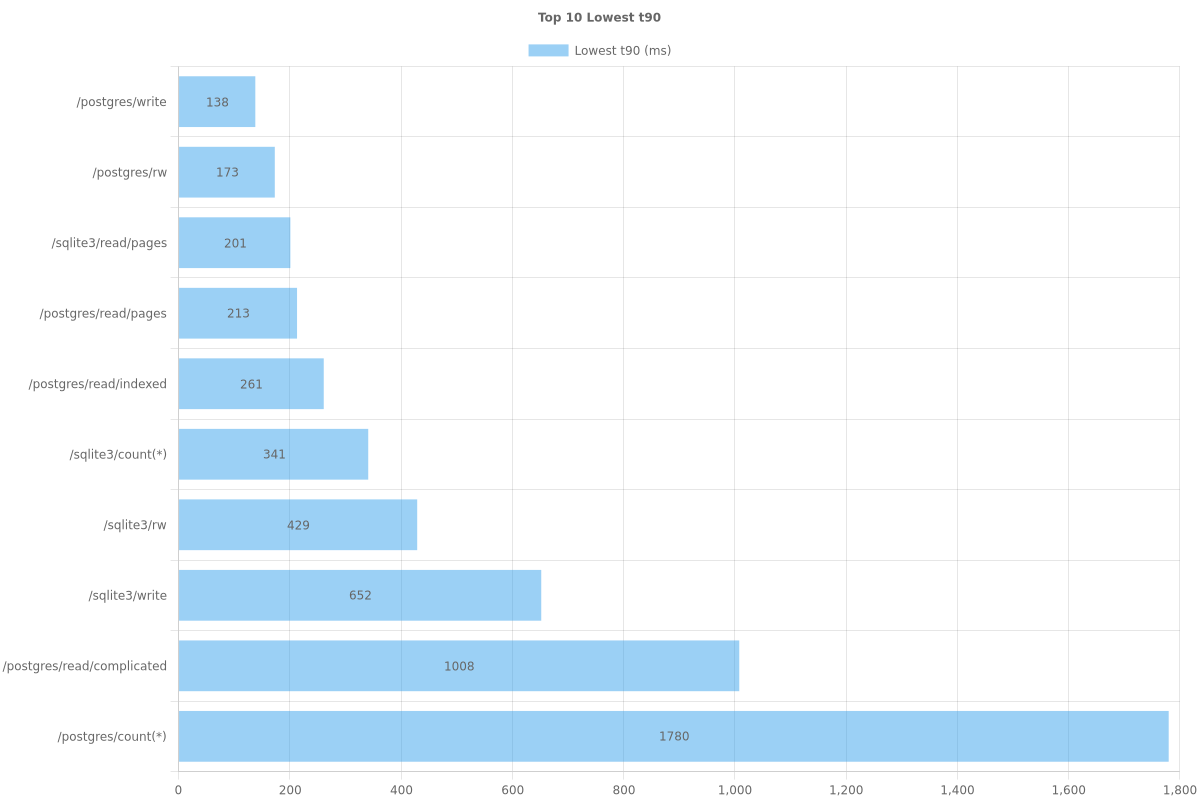 Top 10 Lowest t90
Lowest t90 (ms)
/postgres/write 138
/postgres/rw 173
/sqlite3/read/pages 201
/postgres/read/pages 213
/postgres/read/indexed 261
/sqlite3/count(*) 341
/sqlite3/rw 429
/sqlite3/write 652
/postgres/read/complicated 1008
/postgres/count(*) 1780
0 200 400 600 800 1,000 1,200 1,400 1,600 1,800